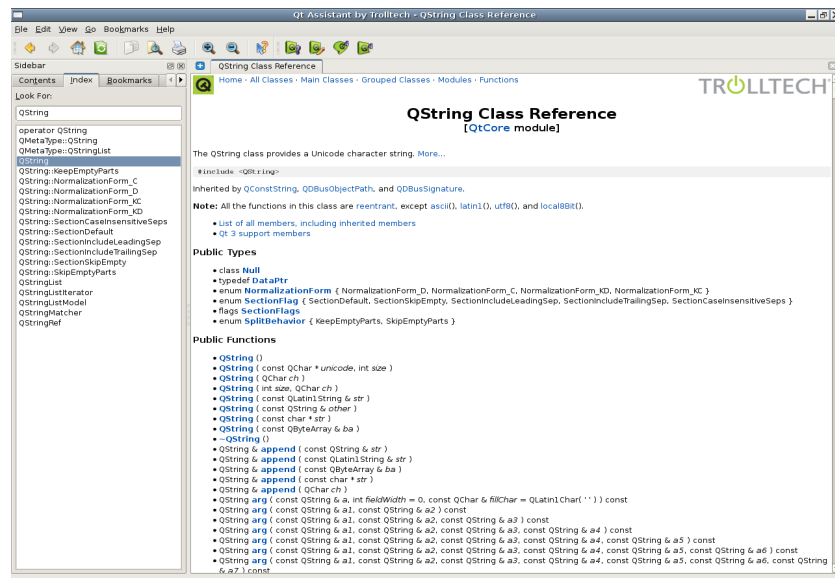 Qt Assistant by Trolltech - QString Class Reference
File Edit View Go Bookmarks Help
Sidebar
QString Class Reference
Contents Index Bookmarks
Look For:
QString
operator QString
QMetaType::QString
QMetaType::QStringList
QString
QString::KeepEmptyParts
QString::NormalizationForm_C
QString::NormalizationForm_D
QString::NormalizationForm_KC
QString::NormalizationForm_KD
QString::SectionCaseInsensitiveSeps
QString::SectionDefault
QString::SectionIncludeLeadingSep
QString::SectionIncludeTrailingSep
QString::SectionSkipEmpty
QString::SkipEmptyParts
QStringList
QStringListIterator
QStringListModel
QStringMatcher
QStringRef
Home · All Classes · Main Classes · Grouped Classes · Modules · Functions
TROLLTECH
QString Class Reference
[QtCore module]
The QString class provides a Unicode character string. More...
#include <QString>
Inherited by QConstString, QDBusObjectPath, and QDBusSignature.
Note: All the functions in this class are reentrant, except ascii(), latin1(), utf8(), and local8Bit().
• List of all members, including inherited members
• Qt 3 support members
Public Types
• class Null
• typedef DataPtr
• enum NormalizationForm { NormalizationForm_D, NormalizationForm_C, NormalizationForm_KD, NormalizationForm_KC }
• enum SectionFlag { SectionDefault, SectionSkipEmpty, SectionIncludeLeadingSep, SectionIncludeTrailingSep, SectionCaseInsensitiveSeps }
• flags SectionFlags
• enum SplitBehavior { KeepEmptyParts, SkipEmptyParts }
Public Functions
• QString ()
• QString ( const QChar * unicode, int size )
• QString ( QChar ch )
• QString ( int size, QChar ch )
• QString ( const QLatin1String & str )
• QString ( const QString & other )
• QString ( const char * str )
• QString ( const QByteArray & ba )
• ~QString ()
• QString & append ( const QString & str )
• QString & append ( const QLatin1String & str )
• QString & append ( const QByteArray & ba )
• QString & append ( const char * str )
• QString & append ( QChar ch )
• QString arg ( const QString & a, int fieldWidth = 0, const QChar & fillChar = QLatin1Char( ' ' ) ) const
• QString arg ( const QString & a1, const QString & a2 ) const
• QString arg ( const QString & a1, const QString & a2, const QString & a3 ) const
• QString arg ( const QString & a1, const QString & a2, const QString & a3, const QString & a4 ) const
• QString arg ( const QString & a1, const QString & a2, const QString & a3, const QString & a4, const QString & a5 ) const
• QString arg ( const QString & a1, const QString & a2, const QString & a3, const QString & a4, const QString & a5, const QString & a6 ) const
• QString arg ( const QString & a1, const QString & a2, const QString & a3, const QString & a4, const QString & a5, const QString & a6, const QString
& a7 ) const